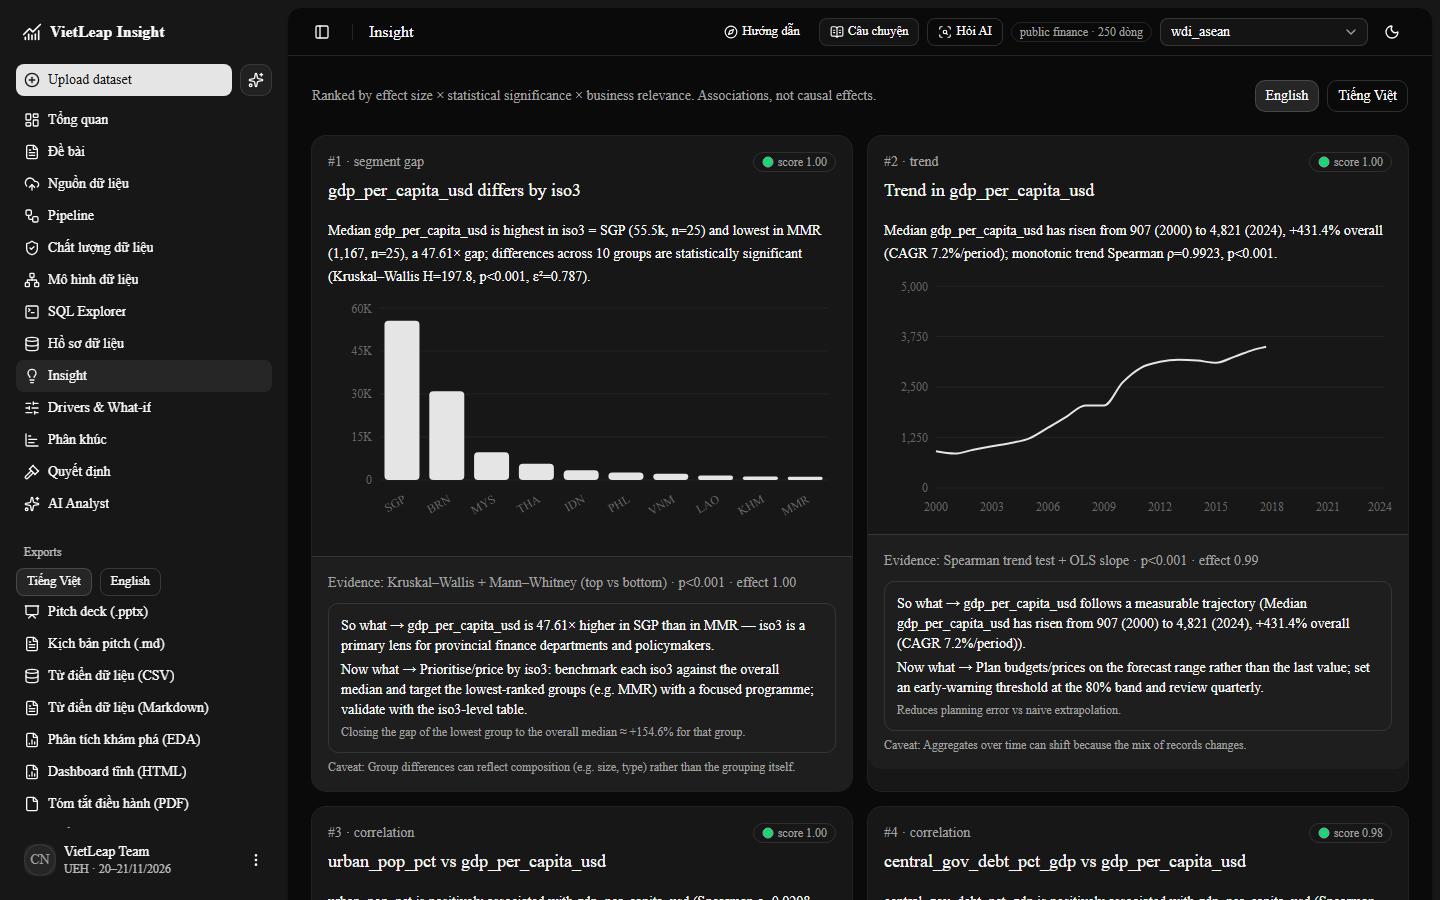 VietLeap Insight
Upload dataset
Tổng quan
Đề bài
Nguồn dữ liệu
Pipeline
Chất lượng dữ liệu
Mô hình dữ liệu
SQL Explorer
Hồ sơ dữ liệu
Insight
Drivers & What-if
Phân khúc
Quyết định
AI Analyst
Exports
Tiếng Việt
English
Pitch deck (.pptx)
Kịch bản pitch (.md)
Từ điển dữ liệu (CSV)
Từ điển dữ liệu (Markdown)
Phân tích khám phá (EDA)
Dashboard tĩnh (HTML)
Tóm tắt điều hành (PDF)
CN
VietLeap Team
UEH · 20–21/11/2026
Insight
Hướng dẫn
Câu chuyện
Hỏi AI
public finance · 250 dòng
wdi_asean
Ranked by effect size × statistical significance × business relevance. Associations, not causal effects.
English
Tiếng Việt
#1 · segment gap
score 1.00
gdp_per_capita_usd differs by iso3
Median gdp_per_capita_usd is highest in iso3 = SGP (55.5k, n=25) and lowest in MMR
(1,167, n=25), a 47.61× gap; differences across 10 groups are statistically significant
(Kruskal–Wallis H=197.8, p<0.001, ε²=0.787).
60K
45K
30K
15K
0
SGP
BRN
MYS
THA
IDN
PHL
VNM
LAO
KHM
MMR
Evidence: Kruskal–Wallis + Mann–Whitney (top vs bottom) · p<0.001 · effect 1.00
So what → gdp_per_capita_usd is 47.61× higher in SGP than in MMR — iso3 is a
primary lens for provincial finance departments and policymakers.
Now what → Prioritise/price by iso3: benchmark each iso3 against the overall
median and target the lowest-ranked groups (e.g. MMR) with a focused programme;
validate with the iso3-level table.
Closing the gap of the lowest group to the overall median ≈ +154.6% for that group.
Caveat: Group differences can reflect composition (e.g. size, type) rather than the grouping itself.
#2 · trend
score 1.00
Trend in gdp_per_capita_usd
Median gdp_per_capita_usd has risen from 907 (2000) to 4,821 (2024), +431.4% overall
(CAGR 7.2%/period); monotonic trend Spearman ρ=0.9923, p<0.001.
5,000
3,750
2,500
1,250
0
2000
2003
2006
2009
2012
2015
2018
2021
2024
Evidence: Spearman trend test + OLS slope · p<0.001 · effect 0.99
So what → gdp_per_capita_usd follows a measurable trajectory (Median
gdp_per_capita_usd has risen from 907 (2000) to 4,821 (2024), +431.4% overall
(CAGR 7.2%/period)).
Now what → Plan budgets/prices on the forecast range rather than the last value; set
an early-warning threshold at the 80% band and review quarterly.
Reduces planning error vs naive extrapolation.
Caveat: Aggregates over time can shift because the mix of records changes.
#3 · correlation
score 1.00
urban_pop_pct vs gdp_per_capita_usd
#4 · correlation
score 0.98
central_gov_debt_pct_gdp vs gdp_per_capita_usd